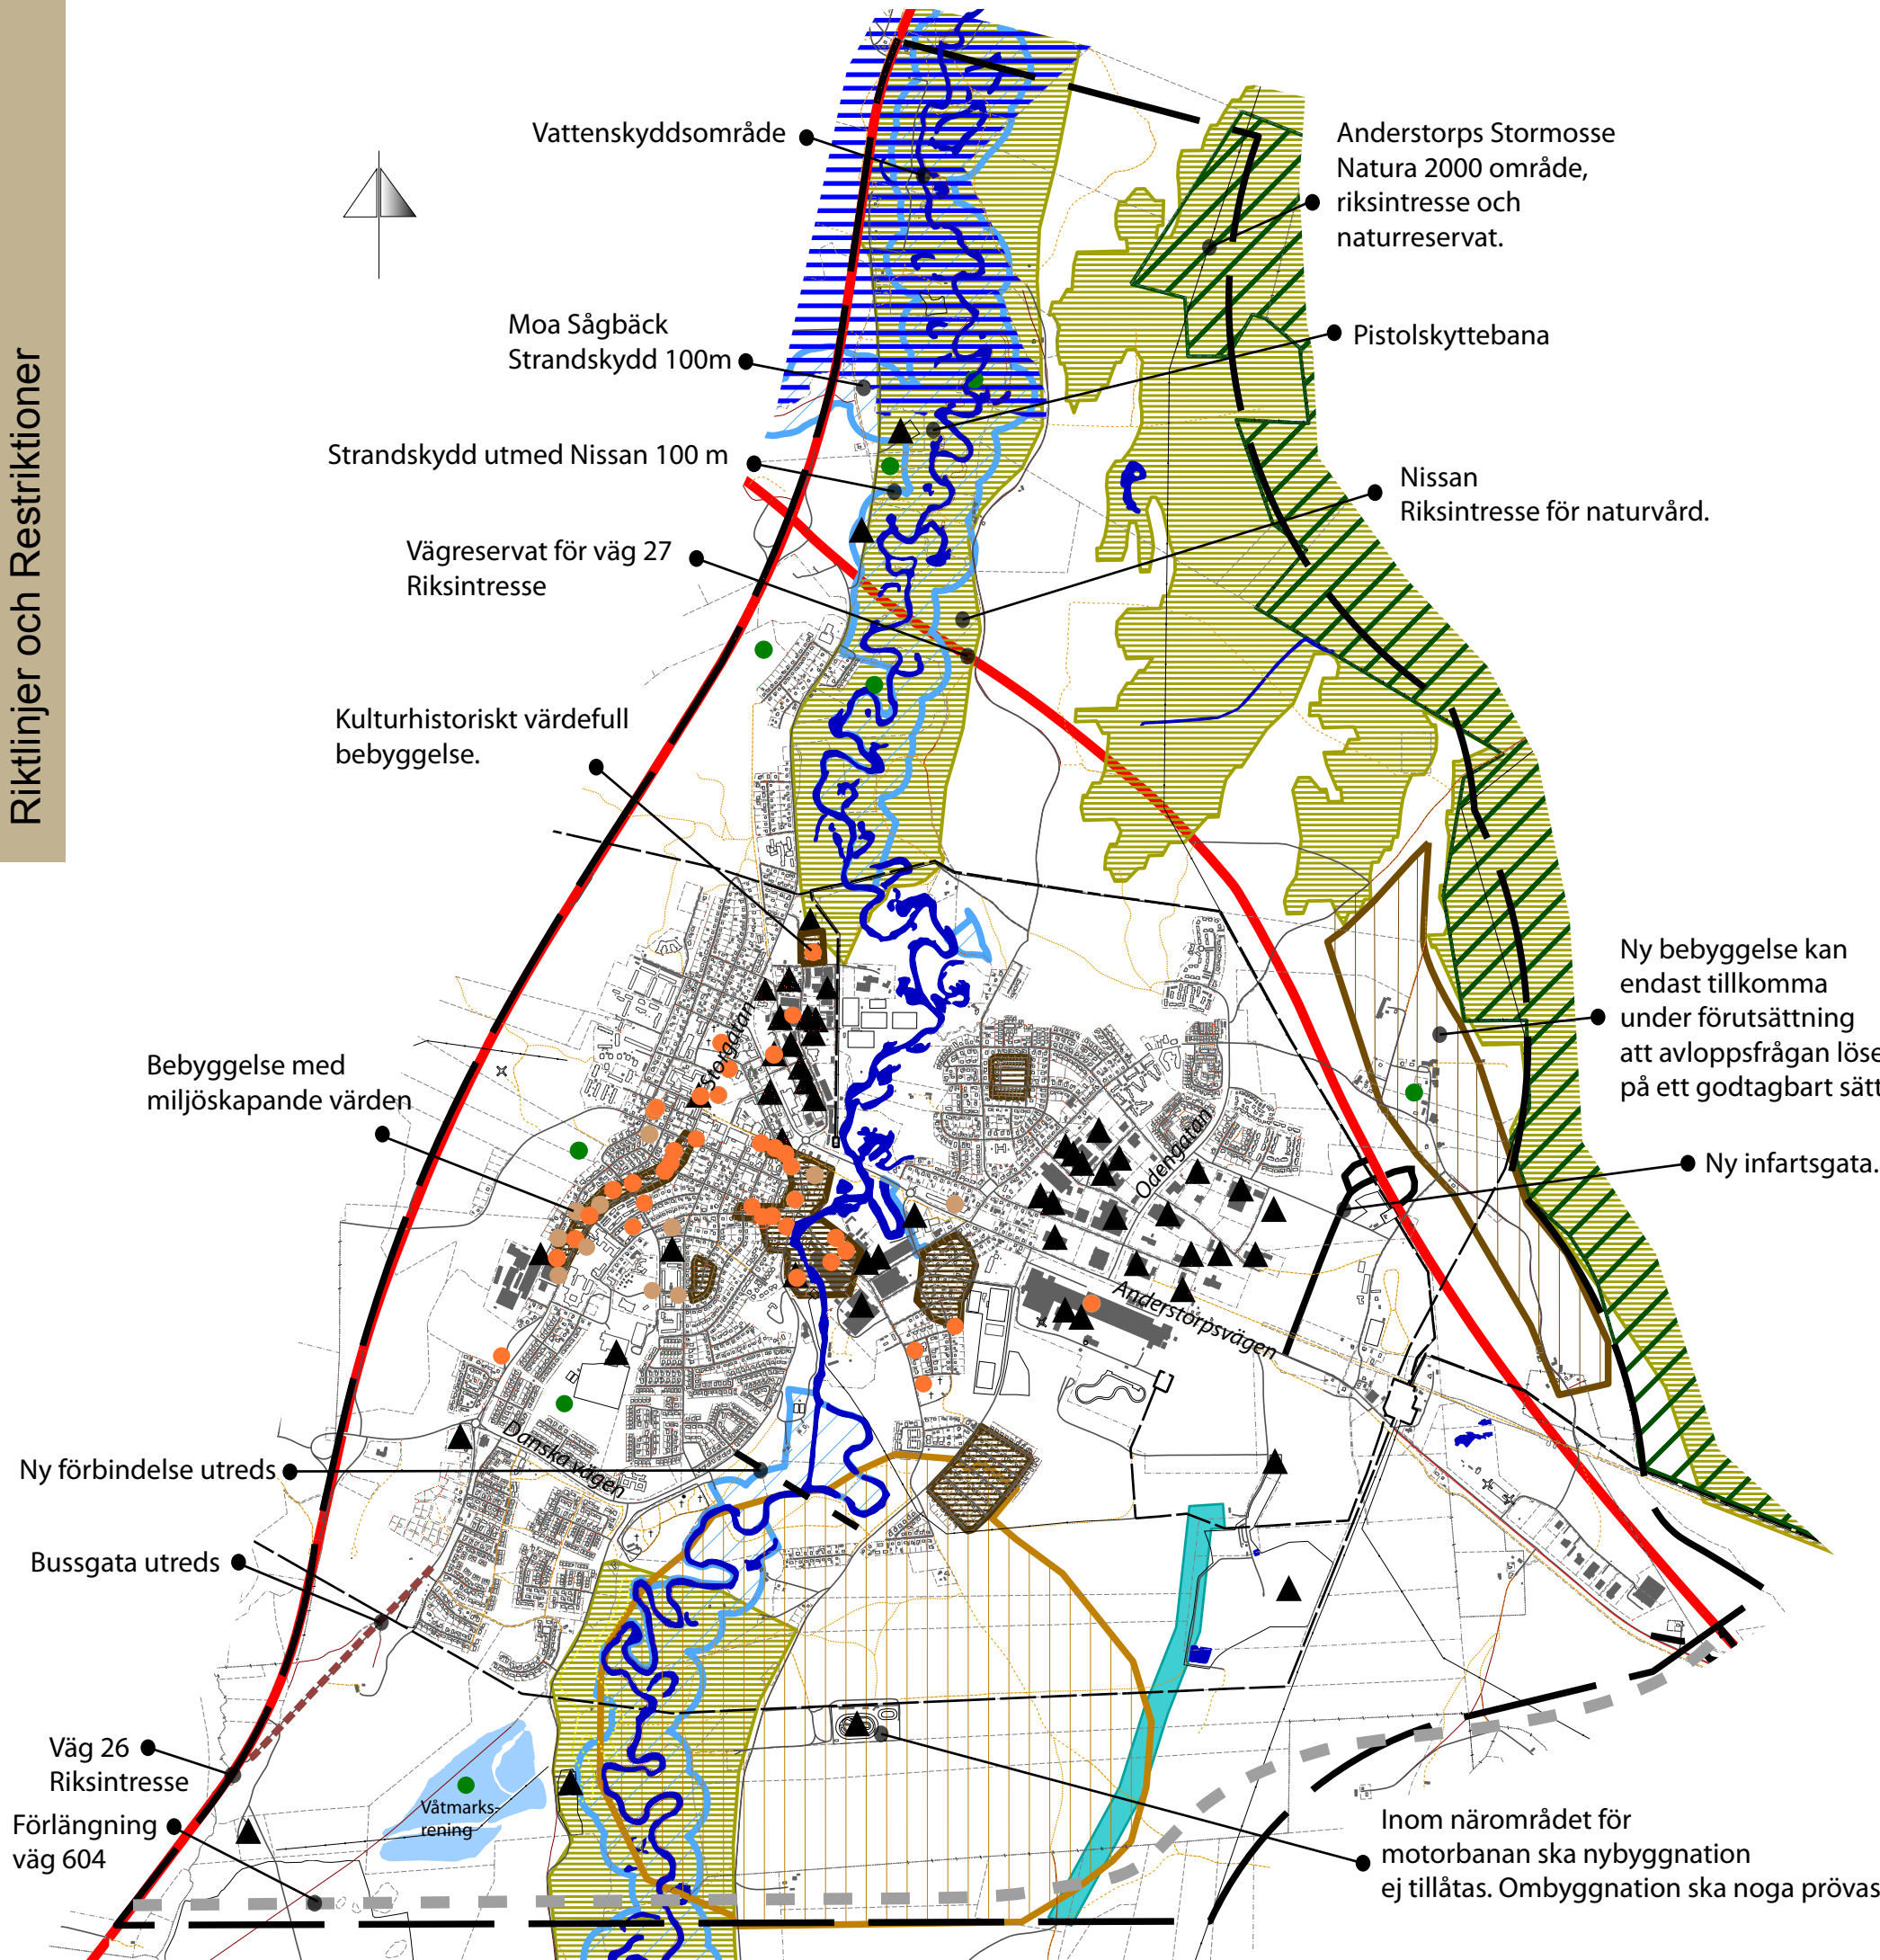 Riktlinjer och Restriktioner
Vattenskyddsområde
Anderstorps Stormosse
Natura 2000 område,
riksintresse och
naturreservat.
Moa Sågbäck
Strandskydd 100m
Pistolskyttebana
Strandskydd utmed Nissan 100 m
Nissan
Riksintresse för naturvård.
Vägreservat för väg 27
Riksintresse
Kulturhistoriskt värdefull
bebyggelse.
Ny bebyggelse kan
endast tillkomma
under förutsättning
att avloppsfrågan löse
på ett godtagbart sätt
Storgatan
Bebyggelse med
miljöskapande värden
Odengatan
Ny infartsgata.
Anderstorpsvägen
Danska vägen
Ny förbindelse utreds
Bussgata utreds
Väg 26
Riksintresse
Våtmarks-
rening
Förlängning
väg 604
Inom närområdet för
motorbanan ska nybyggnation
ej tillåtas. Ombyggnation ska noga prövas